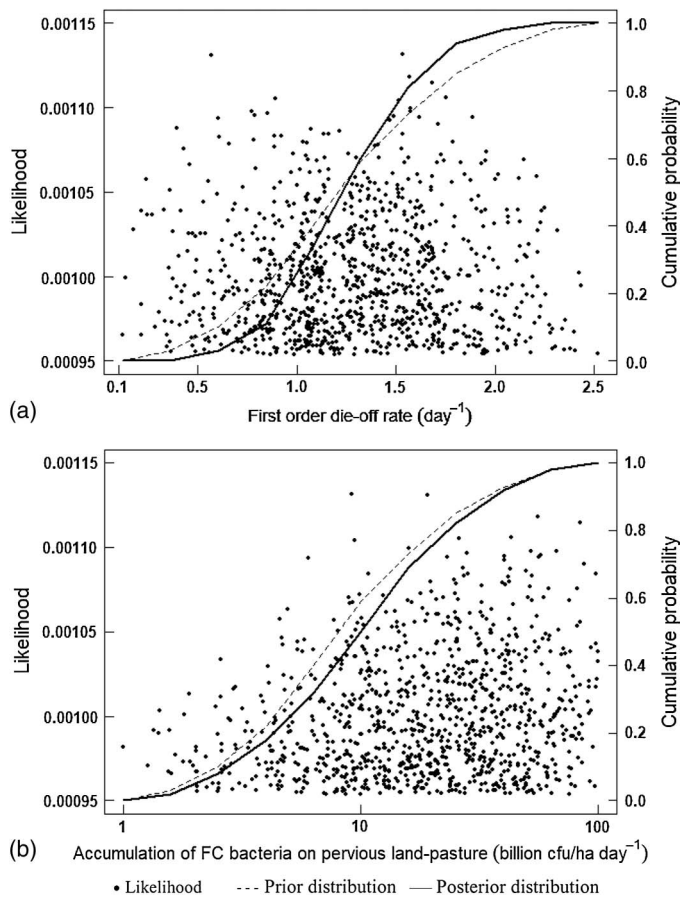 0.00115
0.00110
0.00105
0.00100
0.00095
Likelihood
1.0
0.8
0.6
0.4
0.2
0.0
Cumulative probability
0.1 0.5 1.0 1.5 2.0 2.5
(a)
First order die-off rate (day⁻¹)
0.00115
0.00110
0.00105
0.00100
0.00095
Likelihood
1.0
0.8
0.6
0.4
0.2
0.0
Cumulative probability
1 10 100
(b)
Accumulation of FC bacteria on pervious land-pasture (billion cfu/ha day⁻¹)
Likelihood Prior distribution Posterior distribution